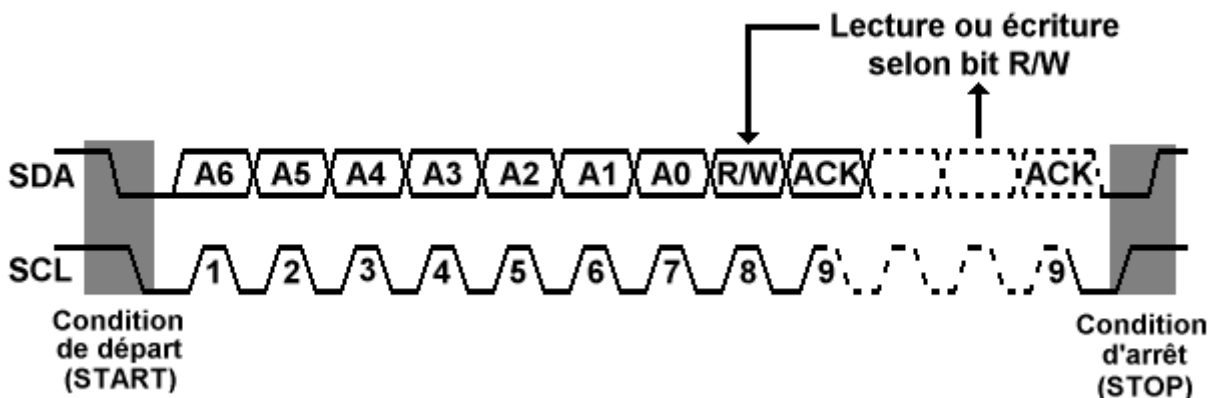 Lecture ou écriture
selon bit R/W
SDA A6 A5 A4 A3 A2 A1 A0 R/W ACK ACK
SCL 1 2 3 4 5 6 7 8 9 9
Condition
de départ
(START)
Condition
d'arrêt
(STOP)